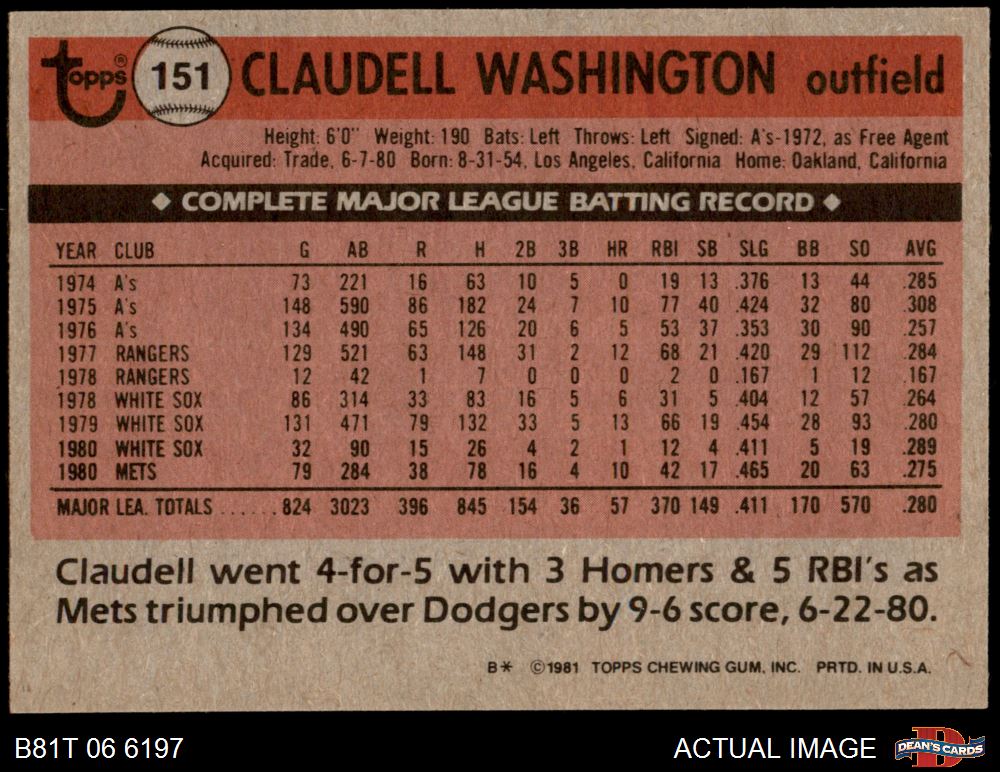 Topps® 151 CLAUDELL WASHINGTON outfield
Height: 6'0" Weight: 190 Bats: Left Throws: Left Signed: A's-1972, as Free Agent
Acquired: Trade, 6-7-80 Born: 8-31-54, Los Angeles, California Home: Oakland, California
◆ COMPLETE MAJOR LEAGUE BATTING RECORD ◆
YEAR CLUB G AB R H 2B 3B HR RBI SB SLG BB SO AVG
1974 A's 73 221 16 63 10 5 0 19 13 .376 13 44 .285
1975 A's 148 590 86 182 24 7 10 77 40 .424 32 80 .308
1976 A's 134 490 65 126 20 6 5 53 37 .353 30 90 .257
1977 RANGERS 129 521 63 148 31 2 12 68 21 .420 29 112 .284
1978 RANGERS 12 42 1 7 0 0 0 2 0 .167 1 12 .167
1978 WHITE SOX 86 314 33 83 16 5 6 31 5 .404 12 57 .264
1979 WHITE SOX 131 471 79 132 33 5 13 66 19 .454 28 93 .280
1980 WHITE SOX 32 90 15 26 4 2 1 12 4 .411 5 19 .289
1980 METS 79 284 38 78 16 4 10 42 17 .465 20 63 .275
MAJOR LEA. TOTALS ...... 824 3023 396 845 154 36 57 370 149 .411 170 570 .280
Claudell went 4-for-5 with 3 Homers & 5 RBI's as
Mets triumphed over Dodgers by 9-6 score, 6-22-80.
B* ©1981 TOPPS CHEWING GUM, INC. PRTD. IN U.S.A.
B81T 06 6197 ACTUAL IMAGE D DEAN'S CARDS